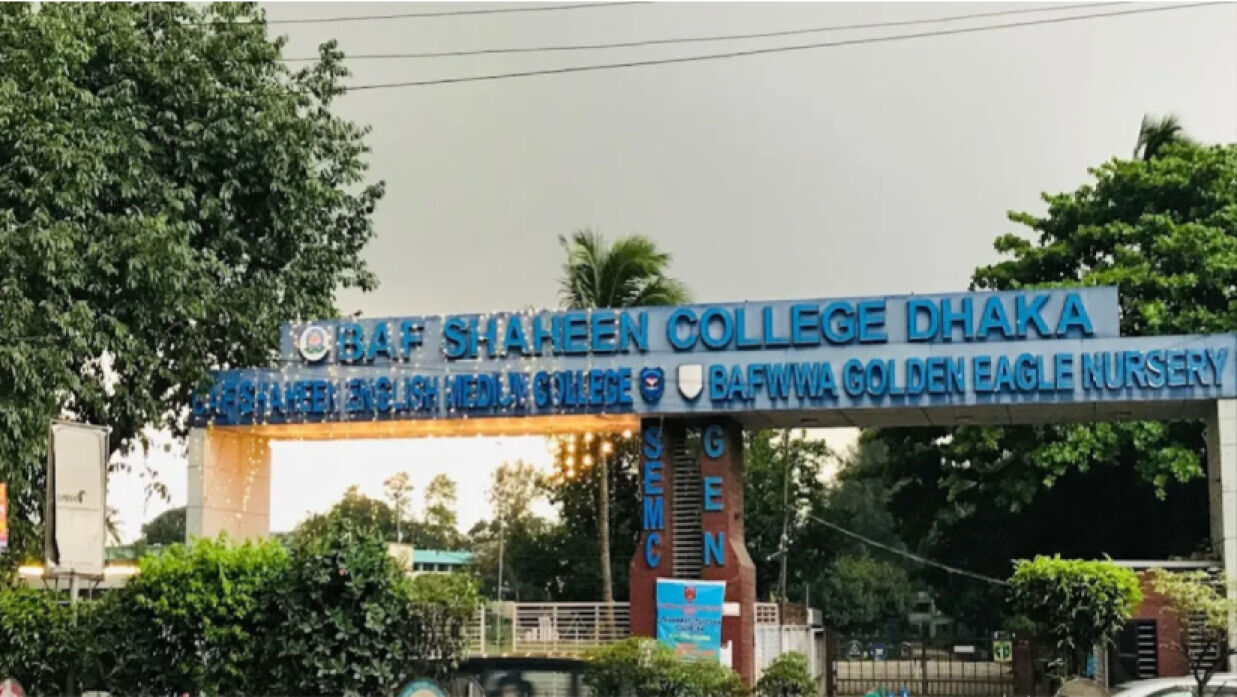 BAF SHAHEEN COLLEGE DHAKA
BAF SHAHEEN ENGLISH MEDIUM COLLEGE
BAFWWA GOLDEN EAGLE NURSERY
SEMC
GEN